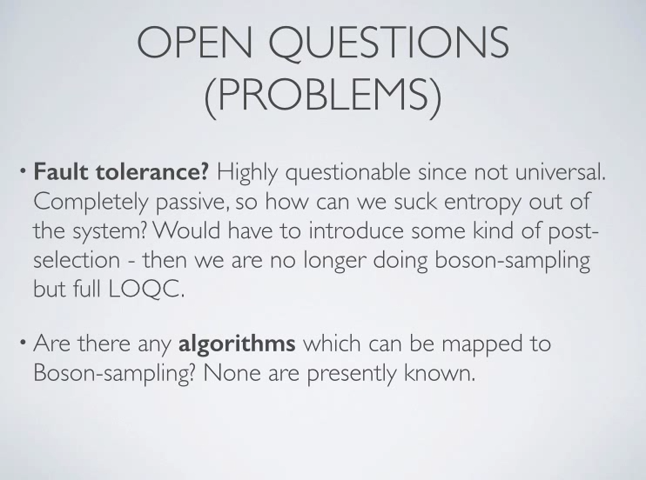 OPEN QUESTIONS
(PROBLEMS)
• Fault tolerance? Highly questionable since not universal.
Completely passive, so how can we suck entropy out of
the system? Would have to introduce some kind of post-
selection - then we are no longer doing boson-sampling
but full LOQC.
• Are there any algorithms which can be mapped to
Boson-sampling? None are presently known.